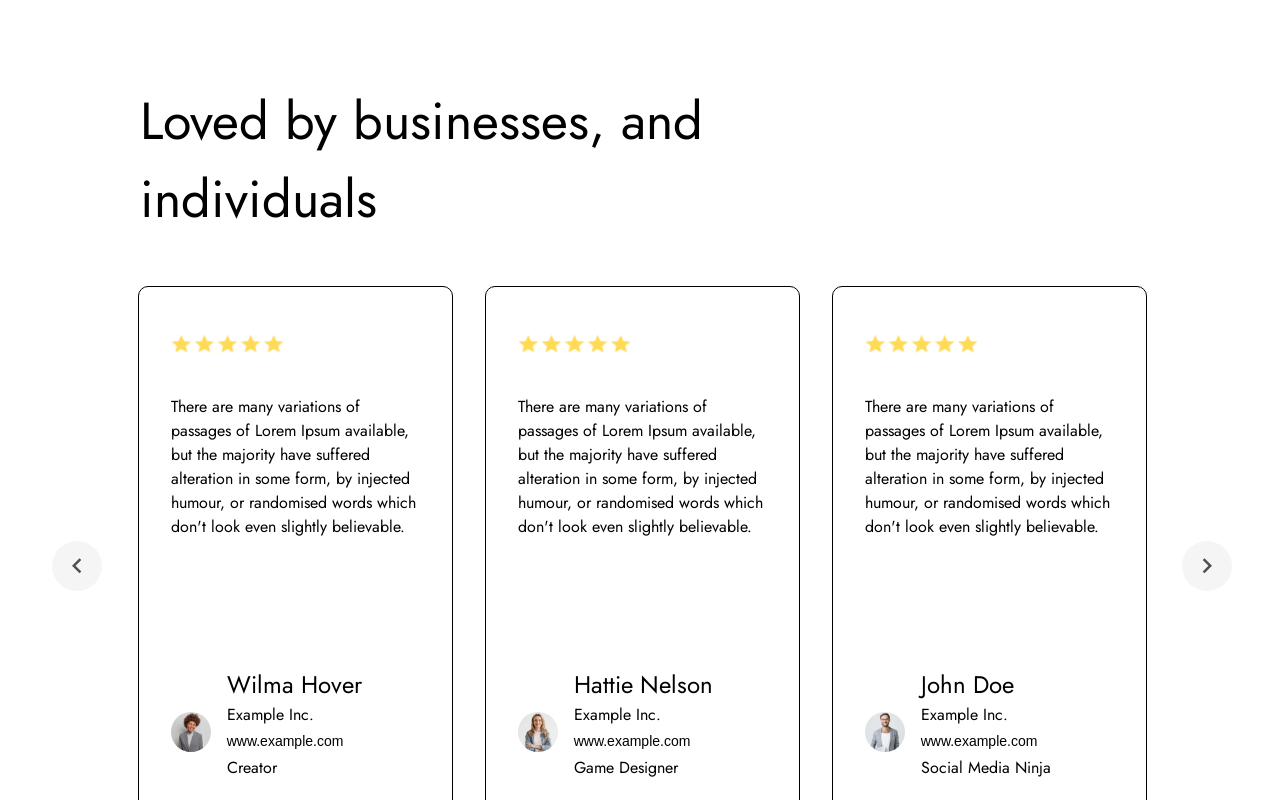 Loved by businesses, and
individuals
There are many variations of
passages of Lorem Ipsum available,
but the majority have suffered
alteration in some form, by injected
humour, or randomised words which
don't look even slightly believable.
Wilma Hover
Example Inc.
www.example.com
Creator
There are many variations of
passages of Lorem Ipsum available,
but the majority have suffered
alteration in some form, by injected
humour, or randomised words which
don't look even slightly believable.
Hattie Nelson
Example Inc.
www.example.com
Game Designer
There are many variations of
passages of Lorem Ipsum available,
but the majority have suffered
alteration in some form, by injected
humour, or randomised words which
don't look even slightly believable.
John Doe
Example Inc.
www.example.com
Social Media Ninja